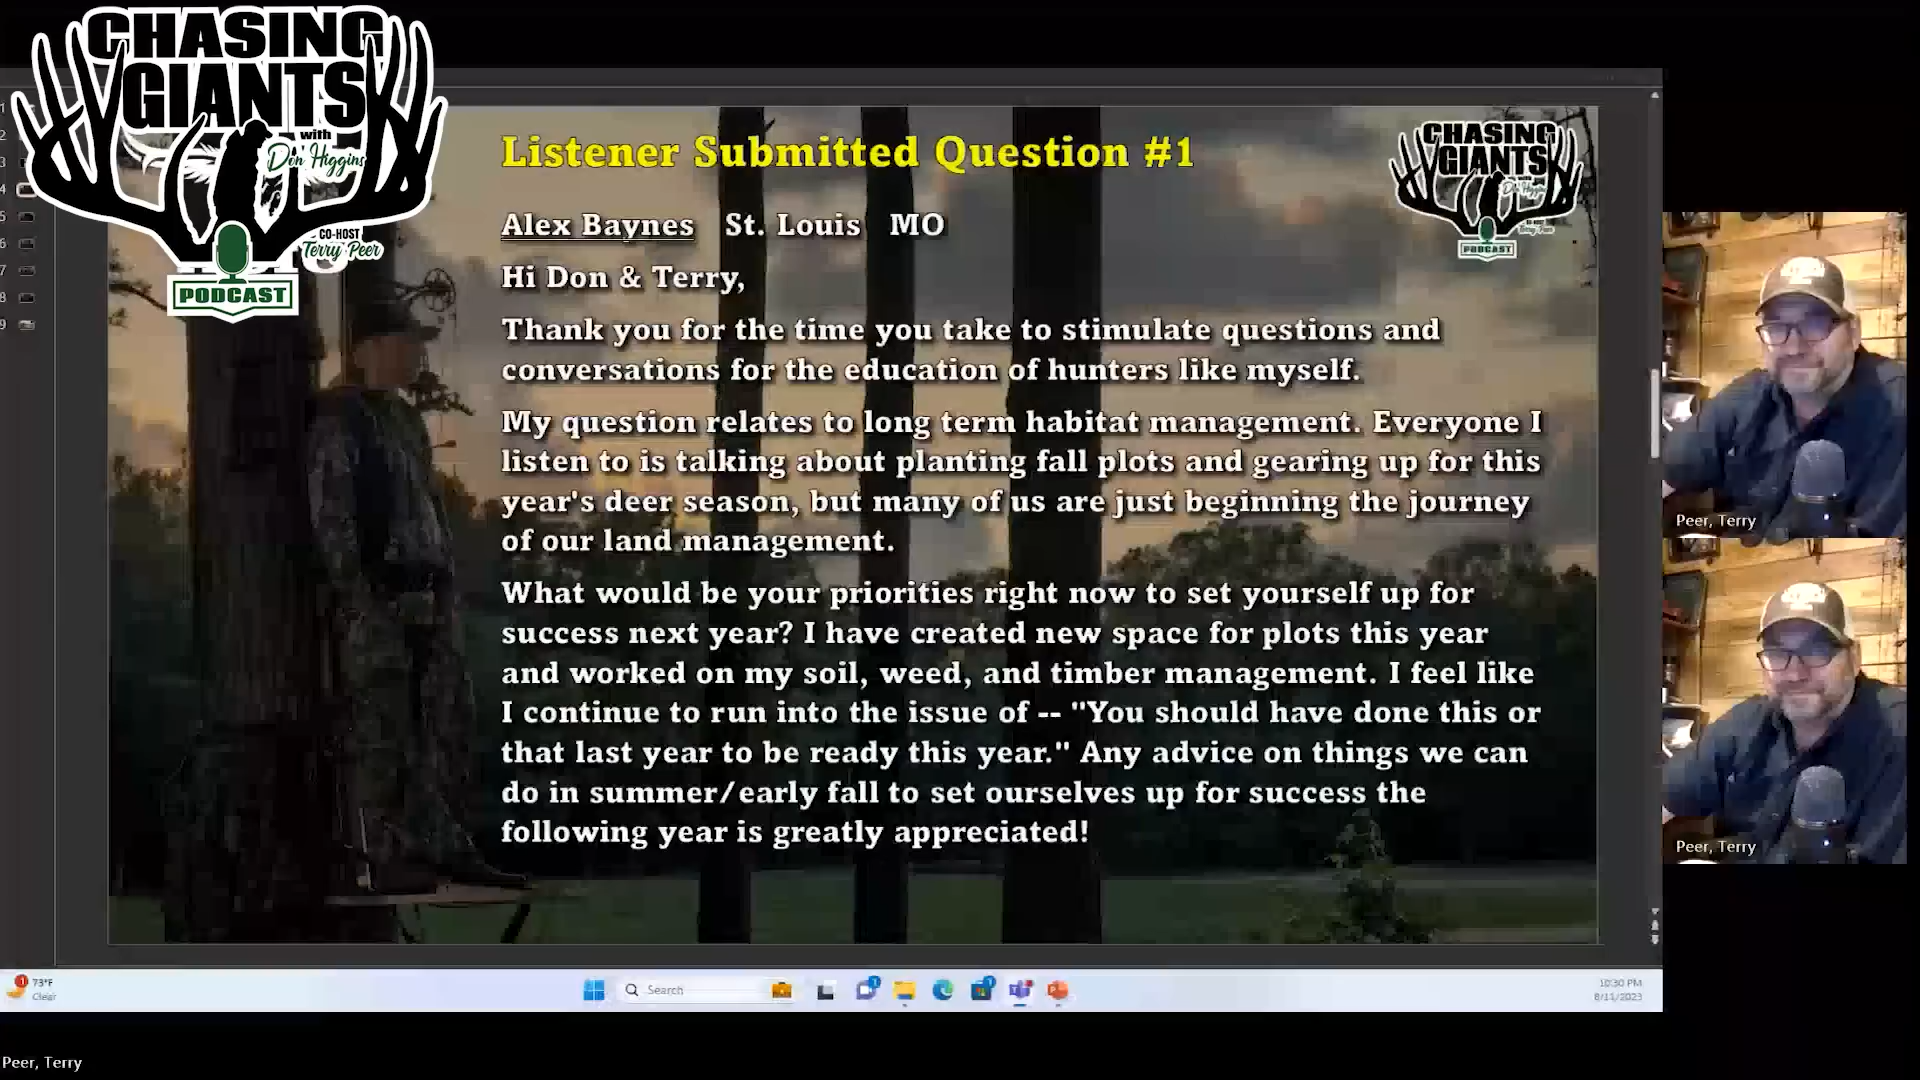 CHASING
GIANTS
with
Don Higgins
CO-HOST
Terry Peer
PODCAST
1
2
3
4
5
6
7
8
9
Listener Submitted Question #1
CHASING
GIANTS
PODCAST
Alex Baynes St. Louis MO
Hi Don & Terry,
Thank you for the time you take to stimulate questions and
conversations for the education of hunters like myself.
My question relates to long term habitat management. Everyone I
listen to is talking about planting fall plots and gearing up for this
year's deer season, but many of us are just beginning the journey
of our land management.
What would be your priorities right now to set yourself up for
success next year? I have created new space for plots this year
and worked on my soil, weed, and timber management. I feel like
I continue to run into the issue of -- "You should have done this or
that last year to be ready this year." Any advice on things we can
do in summer/early fall to set ourselves up for success the
following year is greatly appreciated!
Peer, Terry
Peer, Terry
73°F
Clear
Search
10:30 PM
8/11/2023
Peer, Terry